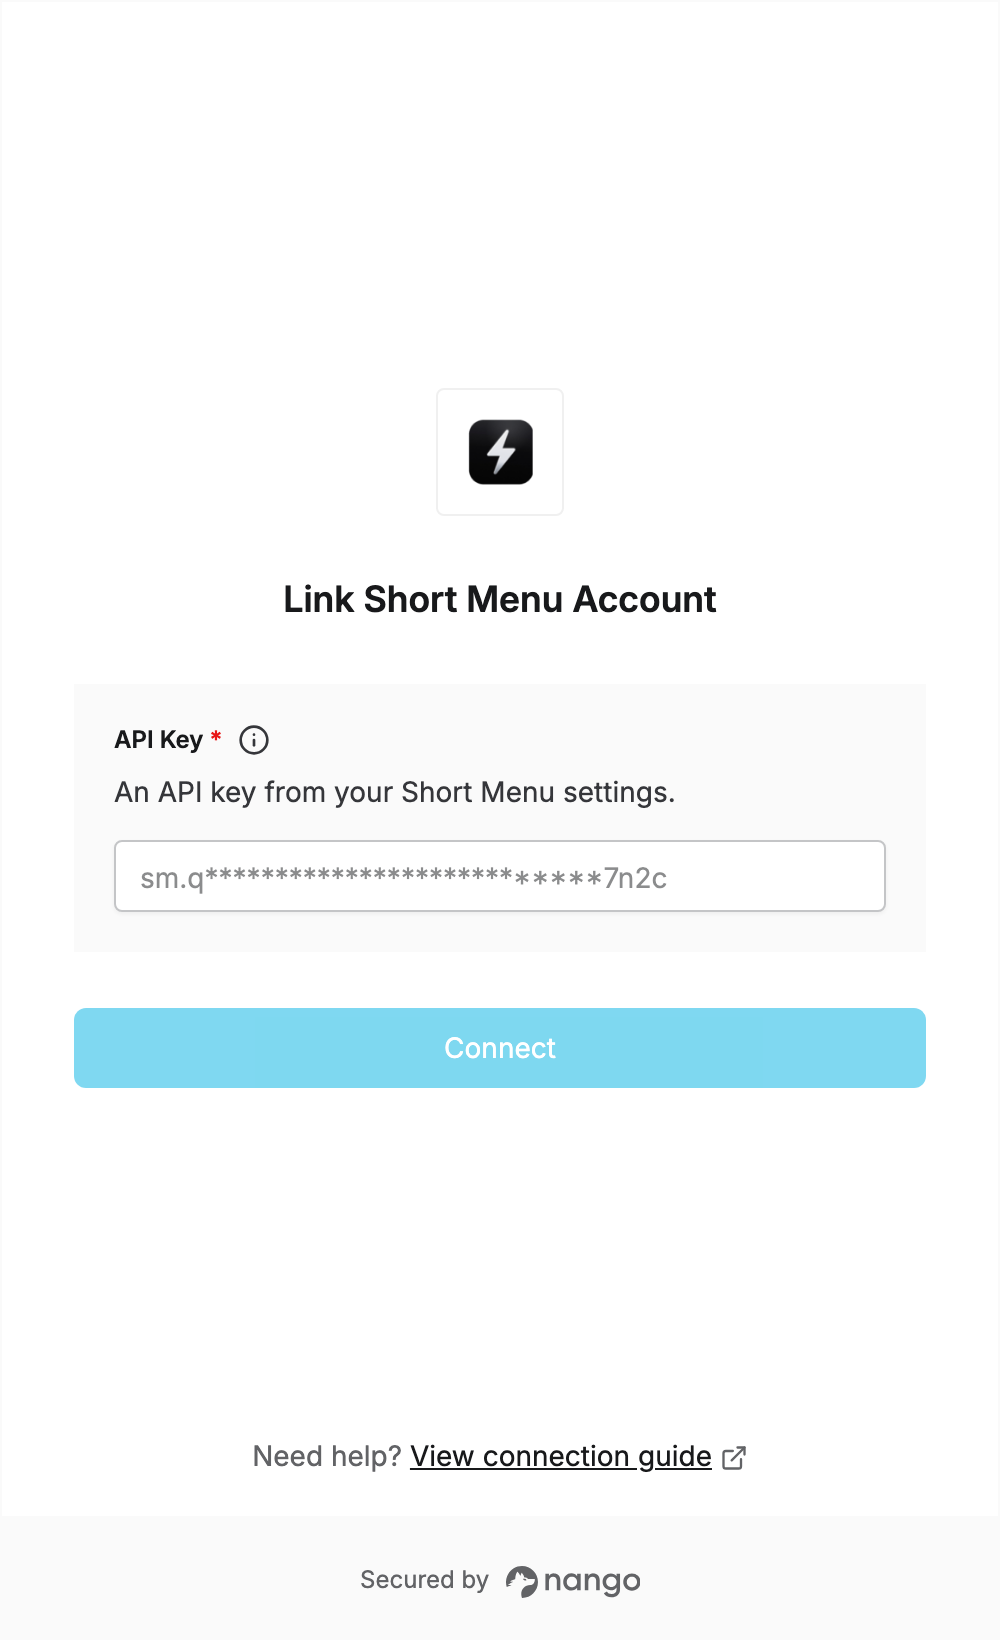 Link Short Menu Account
API Key *
An API key from your Short Menu settings.
sm.q****************************7n2c
Connect
Need help? View connection guide
Secured by nango